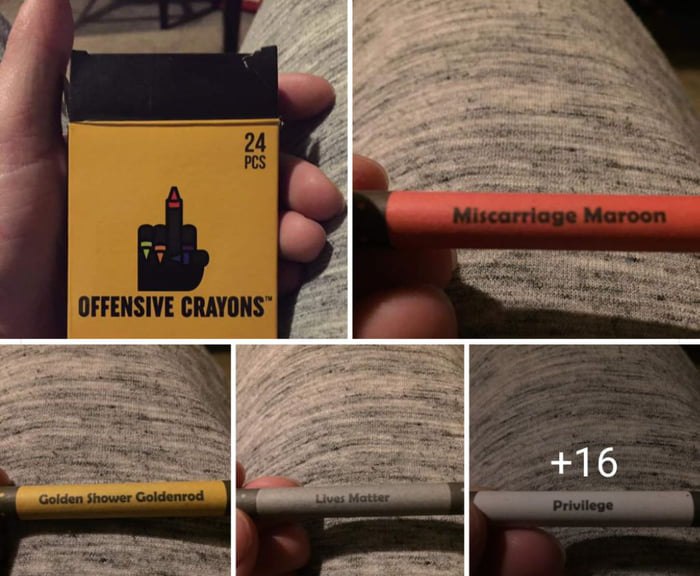 24
PCS
OFFENSIVE CRAYONS™
Miscarriage Maroon
Golden Shower Goldenrod
Lives Matter
+16
Privilege